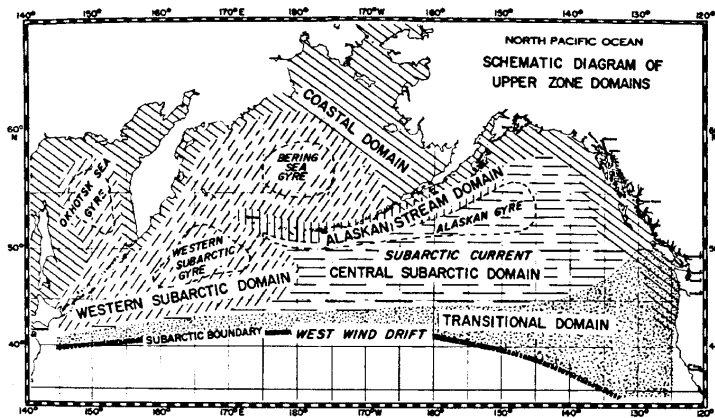 140° 150° 160° 170°E 180° 170°W 160° 150° 140° 130° 120°
NORTH PACIFIC OCEAN
SCHEMATIC DIAGRAM OF
UPPER ZONE DOMAINS
COASTAL DOMAIN
60°
N
60°
N
BERING
SEA
GYRE
OKHOTSK SEA
GYRE
ALASKAN STREAM DOMAIN
ALASKAN GYRE
50°
50°
WESTERN
SUBARCTIC
GYRE
SUBARCTIC CURRENT
CENTRAL SUBARCTIC DOMAIN
WESTERN SUBARCTIC DOMAIN
TRANSITIONAL DOMAIN
SUBARCTIC BOUNDARY
WEST WIND DRIFT
40°
40°
140° 150° 160° 170°E 180° 170°W 160° 150° 140° 130° 120°